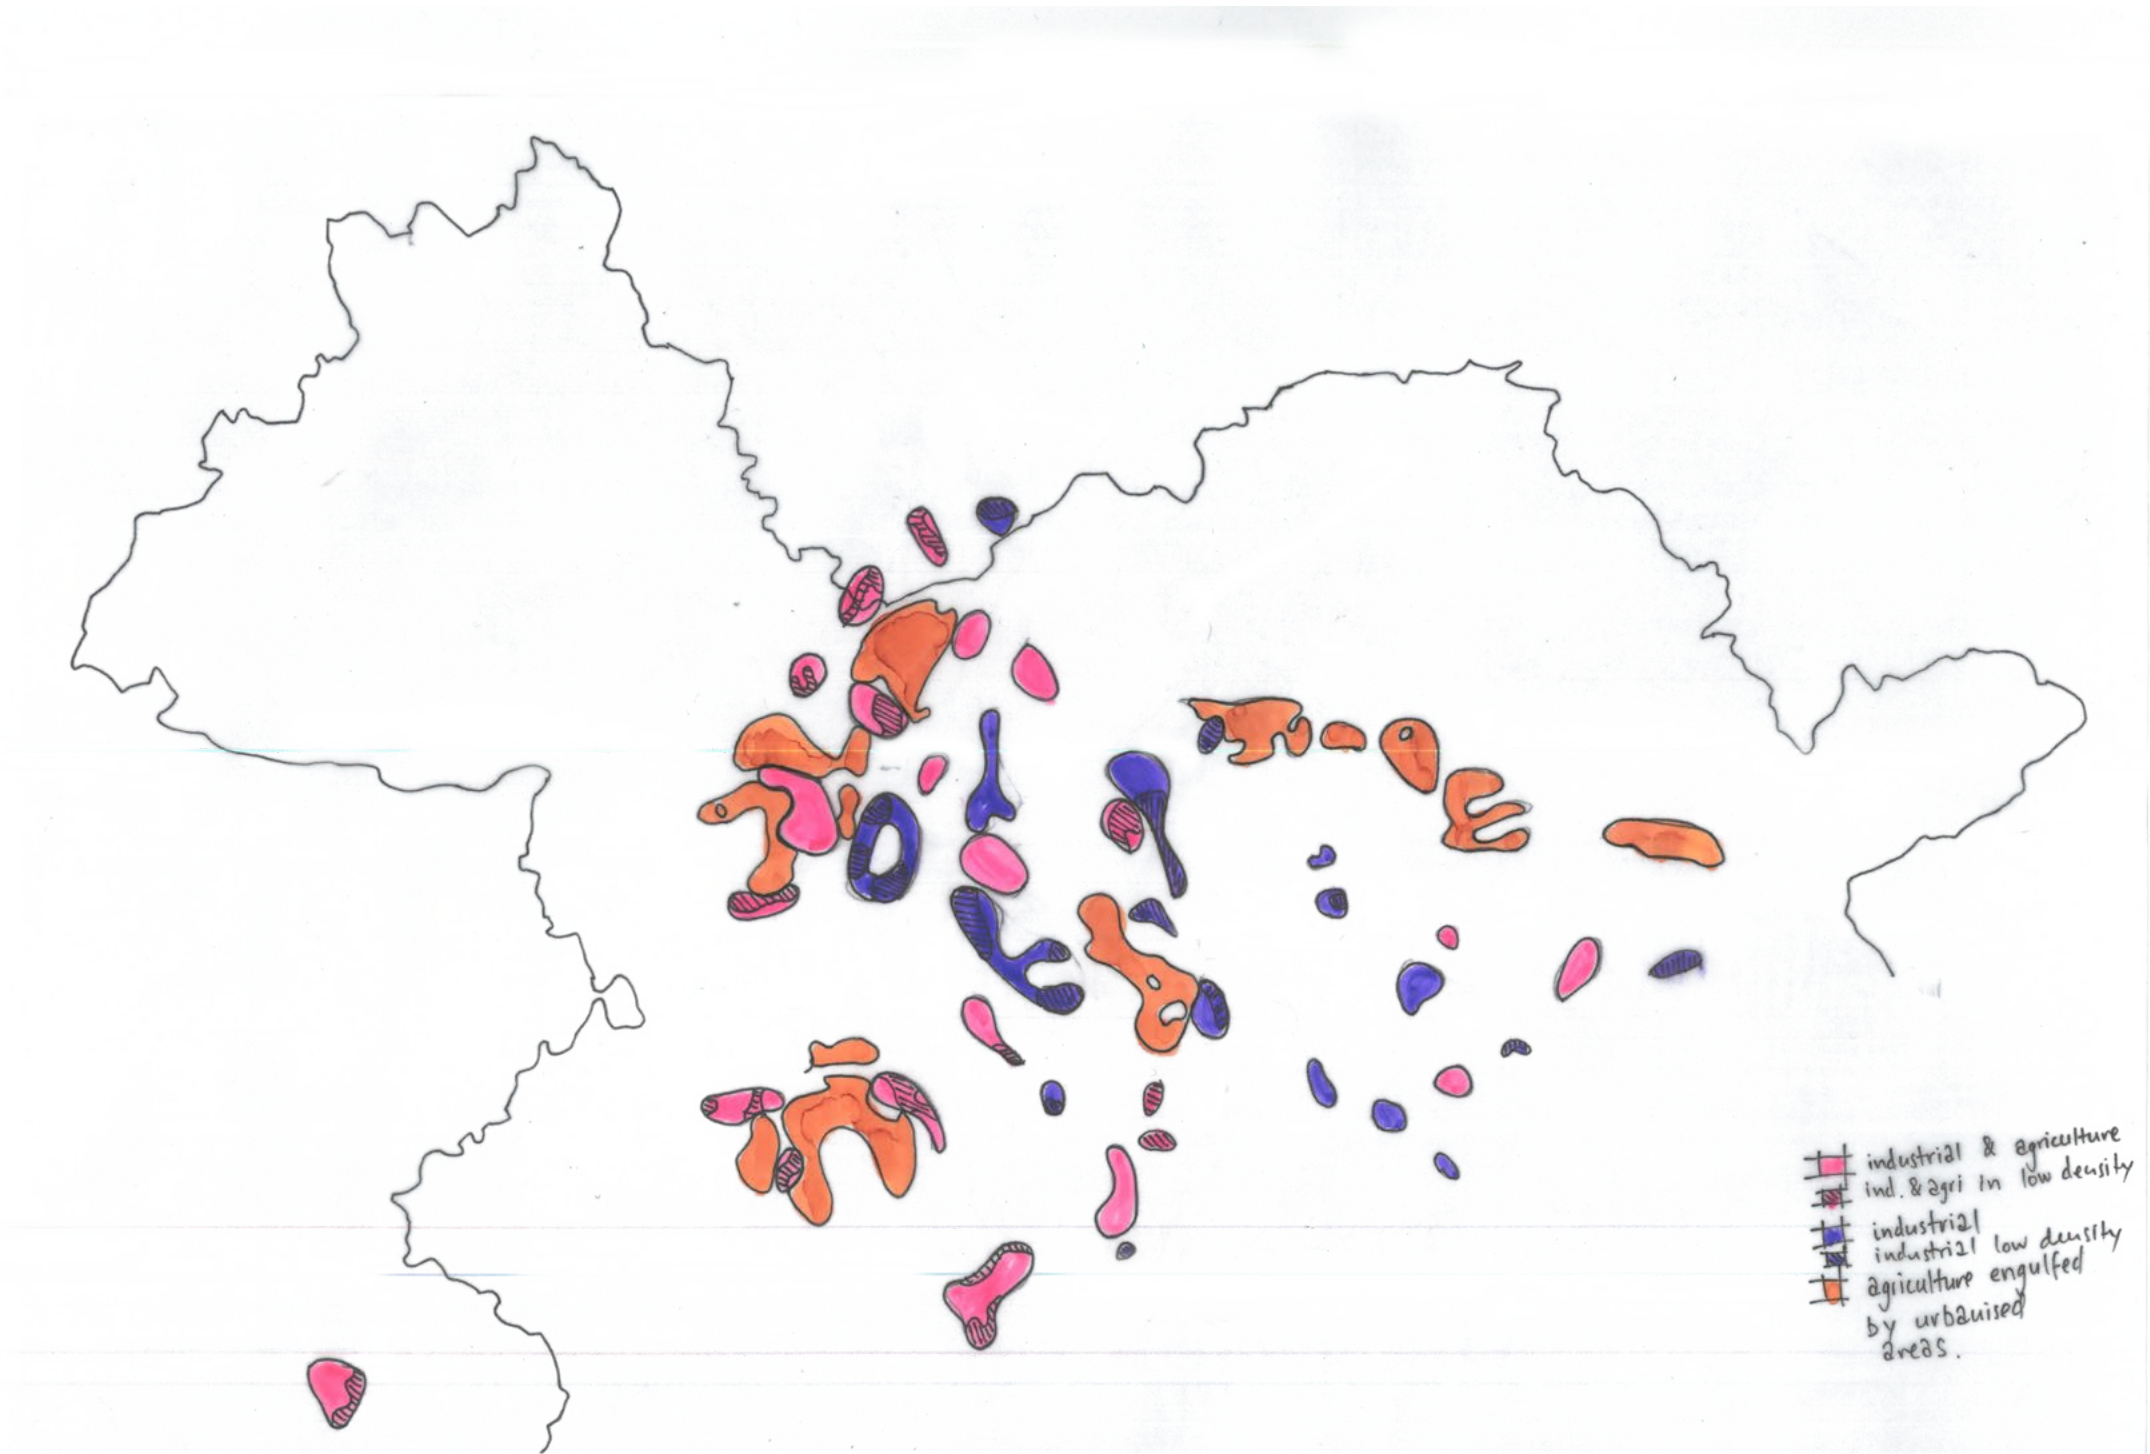 industrial & agriculture
ind. & agri in low density
industrial
industrial low density
agriculture engulfed
by urbanised
areas.